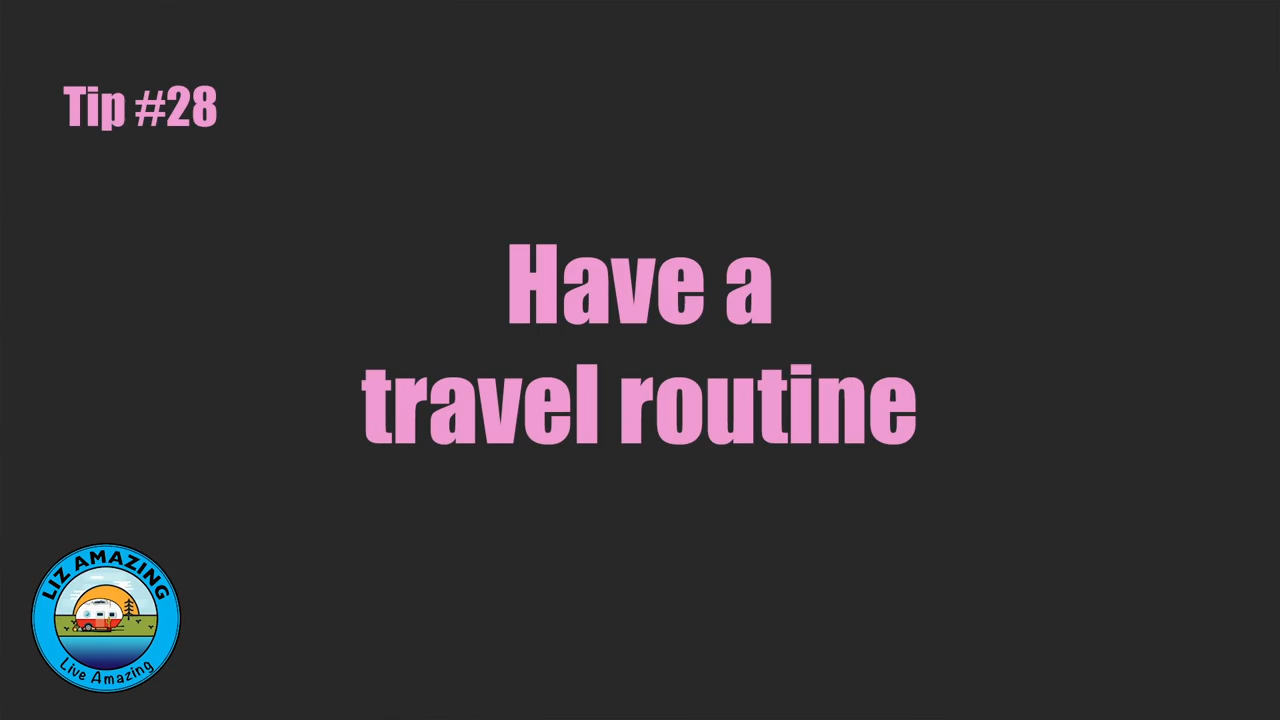 Tip #28
Have a
travel routine
LIZ AMAZING
Live Amazing